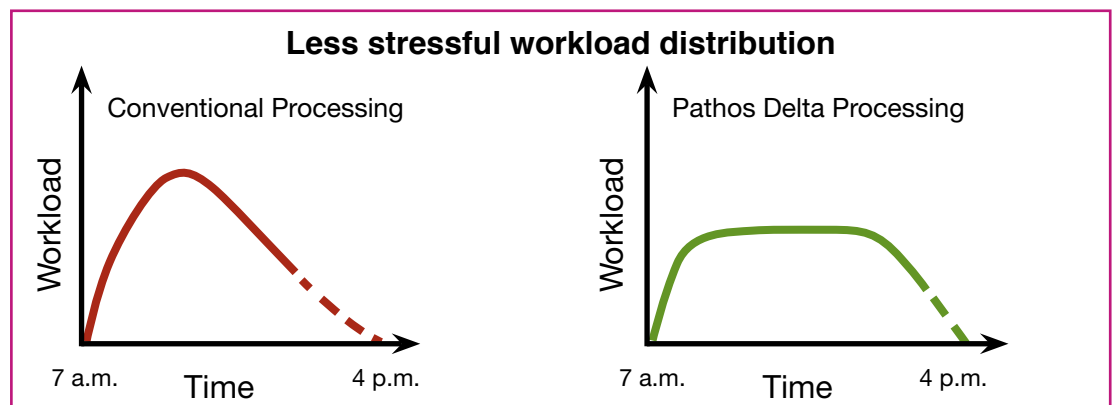 Less stressful workload distribution
Conventional Processing
Workload
7 a.m.
Time
4 p.m.
Pathos Delta Processing
Workload
7 a.m.
Time
4 p.m.